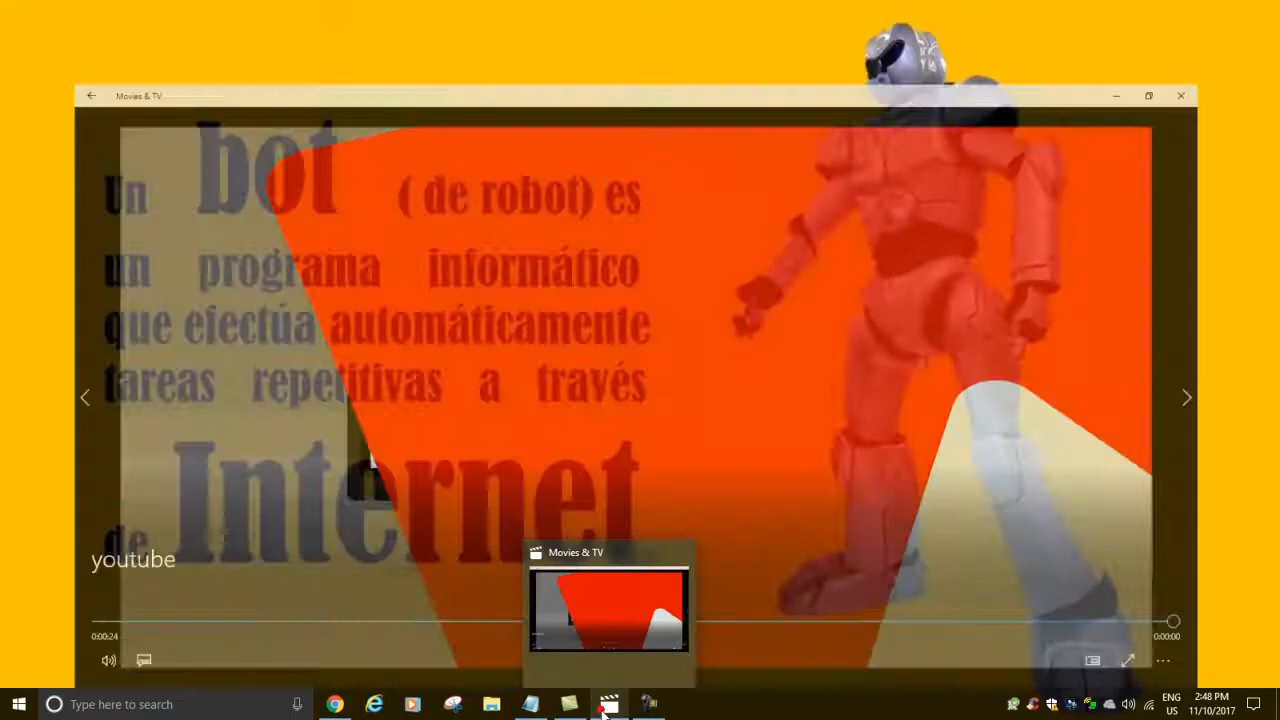 Movies & TV
Un bot ( de robot) es
un programa informático
que efectúa automáticamente
tareas repetitivas a través
de Internet
youtube
Movies & TV
0:00:24
0:00:00
Type here to search
ENG
US
2:48 PM
11/10/2017